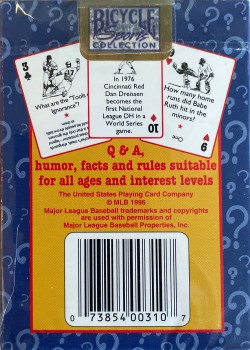 BICYCLE
Sports
COLLECTION
3
What are the "Tools of
Ignorance"?
In 1976
Cincinnati Red
Dan Dreissen
becomes the
first National
League DH in a
World Series
game.
10
How many home
runs did Babe
Ruth hit in the
minors?
9
Q & A,
humor, facts and rules suitable
for all ages and interest levels
The United States Playing Card Company
© MLB 1996
Major League Baseball trademarks and copyrights
are used with permission of
Major League Baseball Properties, Inc.
0 73854 00310 7